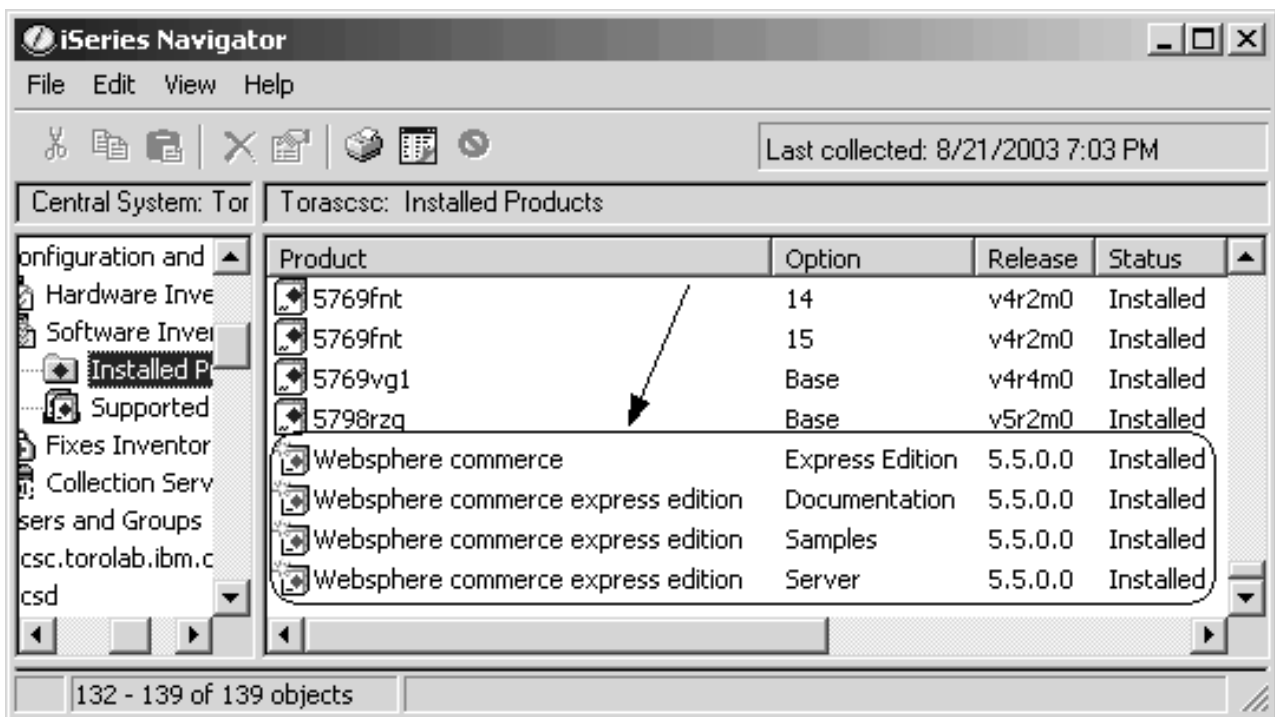 iSeries Navigator
File Edit View Help
Last collected: 8/21/2003 7:03 PM
Central System: Tor
Torascsc: Installed Products
onfiguration and
Hardware Inve
Software Inver
Installed Pr
Supported
Fixes Inventor
Collection Serv
sers and Groups
csc.torolab.ibm.c
csd
Product Option Release Status
5769fnt 14 v4r2m0 Installed
5769fnt 15 v4r2m0 Installed
5769vg1 Base v4r4m0 Installed
5798rzg Base v5r2m0 Installed
Websphere commerce Express Edition 5.5.0.0 Installed
Websphere commerce express edition Documentation 5.5.0.0 Installed
Websphere commerce express edition Samples 5.5.0.0 Installed
Websphere commerce express edition Server 5.5.0.0 Installed
132 - 139 of 139 objects